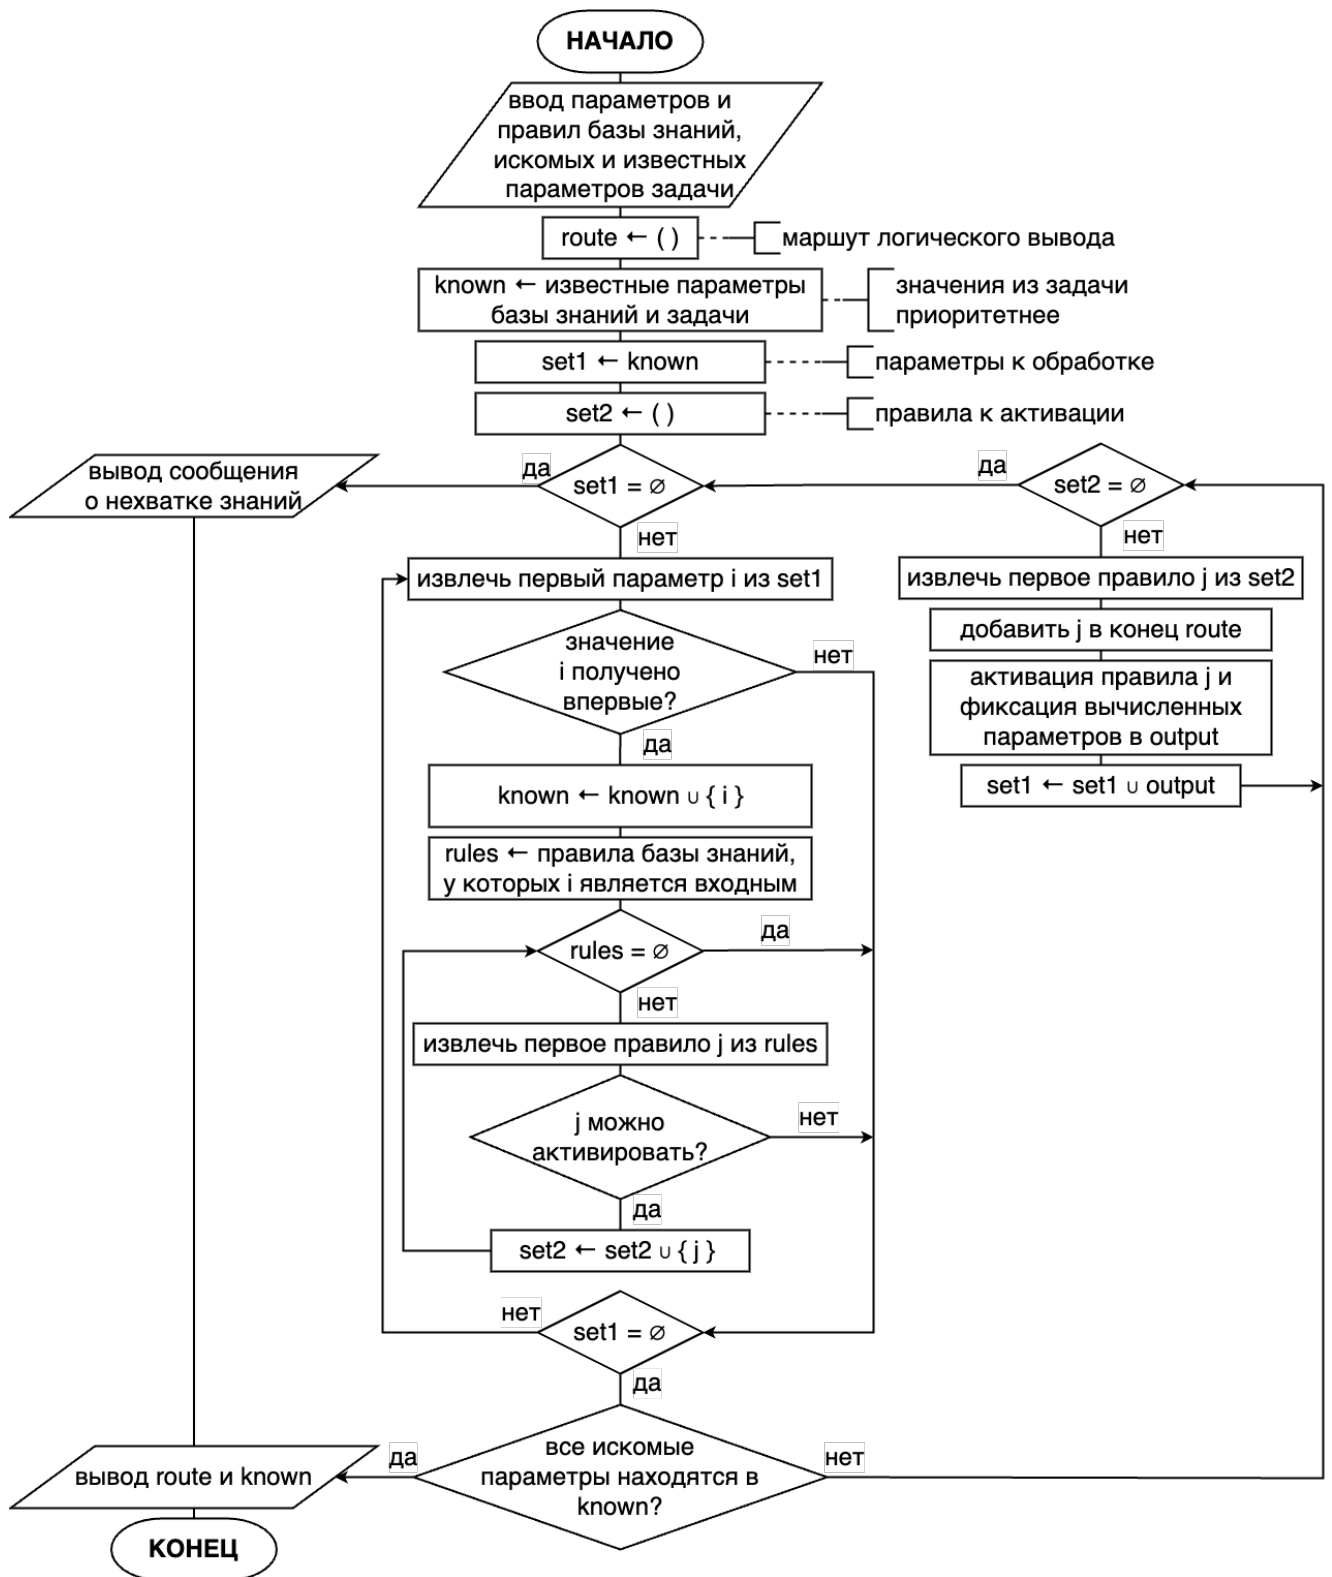 НАЧАЛО
ввод параметров и
правил базы знаний,
искомых и известных
параметров задачи
route ← ( )
маршут логического вывода
known ← известные параметры
базы знаний и задачи
значения из задачи
приоритетнее
set1 ← known
параметры к обработке
set2 ← ( )
правила к активации
вывод сообщения
о нехватке знаний
да
set1 = ∅
да
set2 = ∅
нет
нет
извлечь первый параметр i из set1
извлечь первое правило j из set2
значение
i получено
впервые?
нет
добавить j в конец route
активация правила j и
фиксация вычисленных
параметров в output
да
set1 ← set1 ∪ output
known ← known ∪ { i }
rules ← правила базы знаний,
у которых i является входным
rules = ∅
да
нет
извлечь первое правило j из rules
j можно
активировать?
нет
да
set2 ← set2 ∪ { j }
нет
set1 = ∅
да
все искомые
параметры находятся в
known?
да
нет
вывод route и known
КОНЕЦ